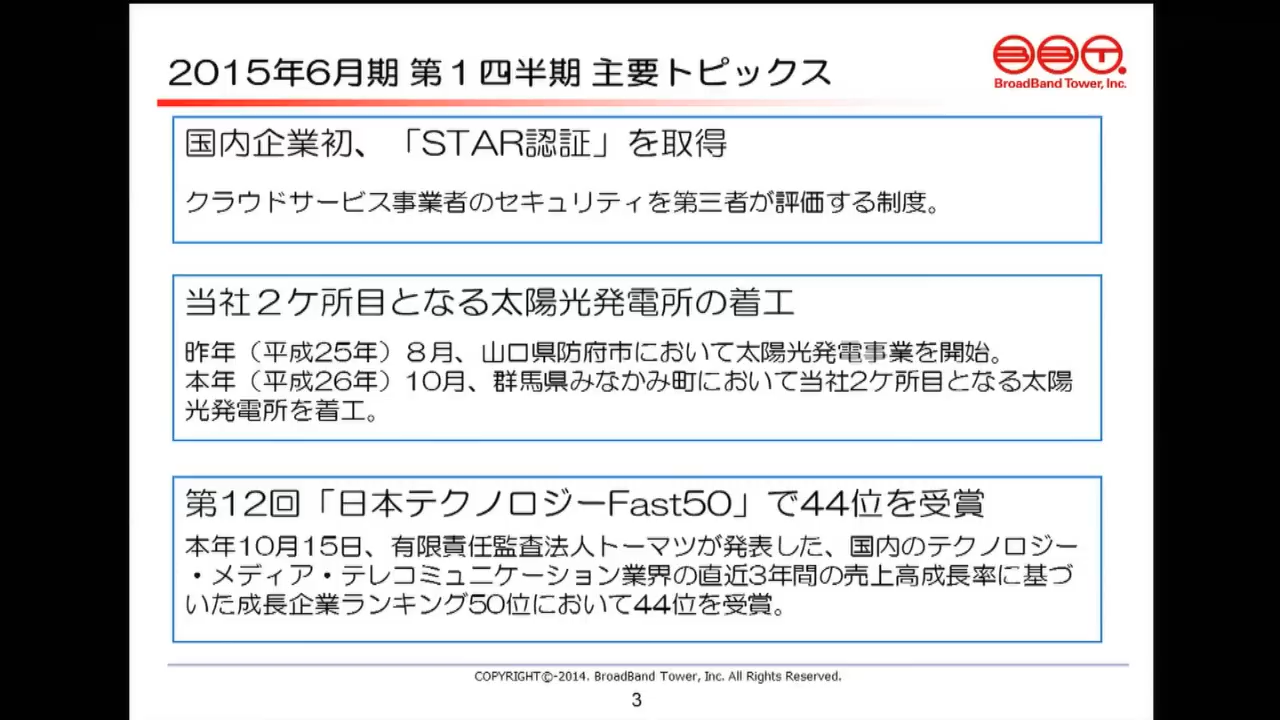 2015年6月期 第1四半期 主要トピックス
BBT.
BroadBand Tower, Inc.
国内企業初、「STAR認証」を取得
クラウドサービス事業者のセキュリティを第三者が評価する制度。
当社2ケ所目となる太陽光発電所の着工
昨年(平成25年)8月、山口県防府市において太陽光発電事業を開始。
本年(平成26年)10月、群馬県みなかみ町において当社2ケ所目となる太陽
光発電所を着工。
第12回「日本テクノロジーFast50」で44位を受賞
本年10月15日、有限責任監査法人トーマツが発表した、国内のテクノロジー
・メディア・テレコミュニケーション業界の直近3年間の売上高成長率に基づ
いた成長企業ランキング50位において44位を受賞。
COPYRIGHT©-2014. BroadBand Tower, Inc. All Rights Reserved.
3